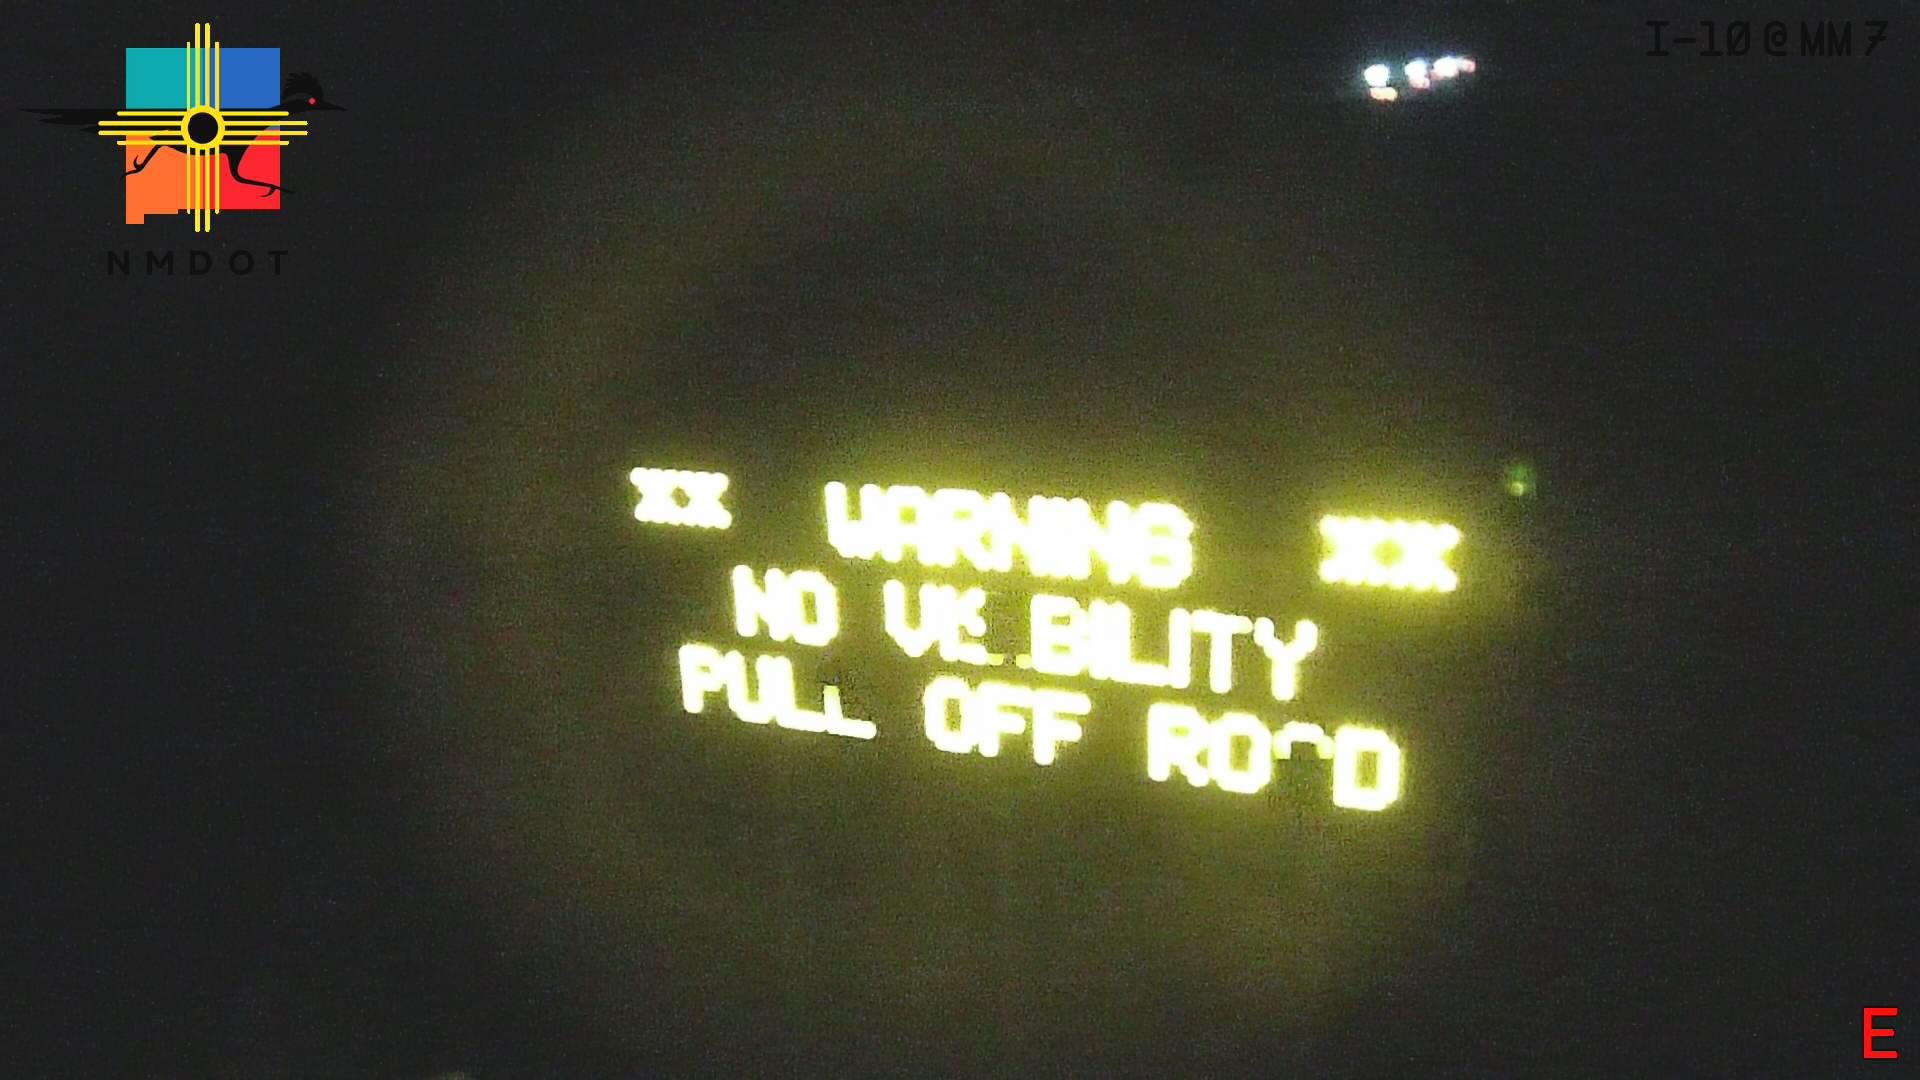 I-10 @ MM 7
NMDOT
XX WARNING XX
NO VISIBILITY
PULL OFF ROAD
E